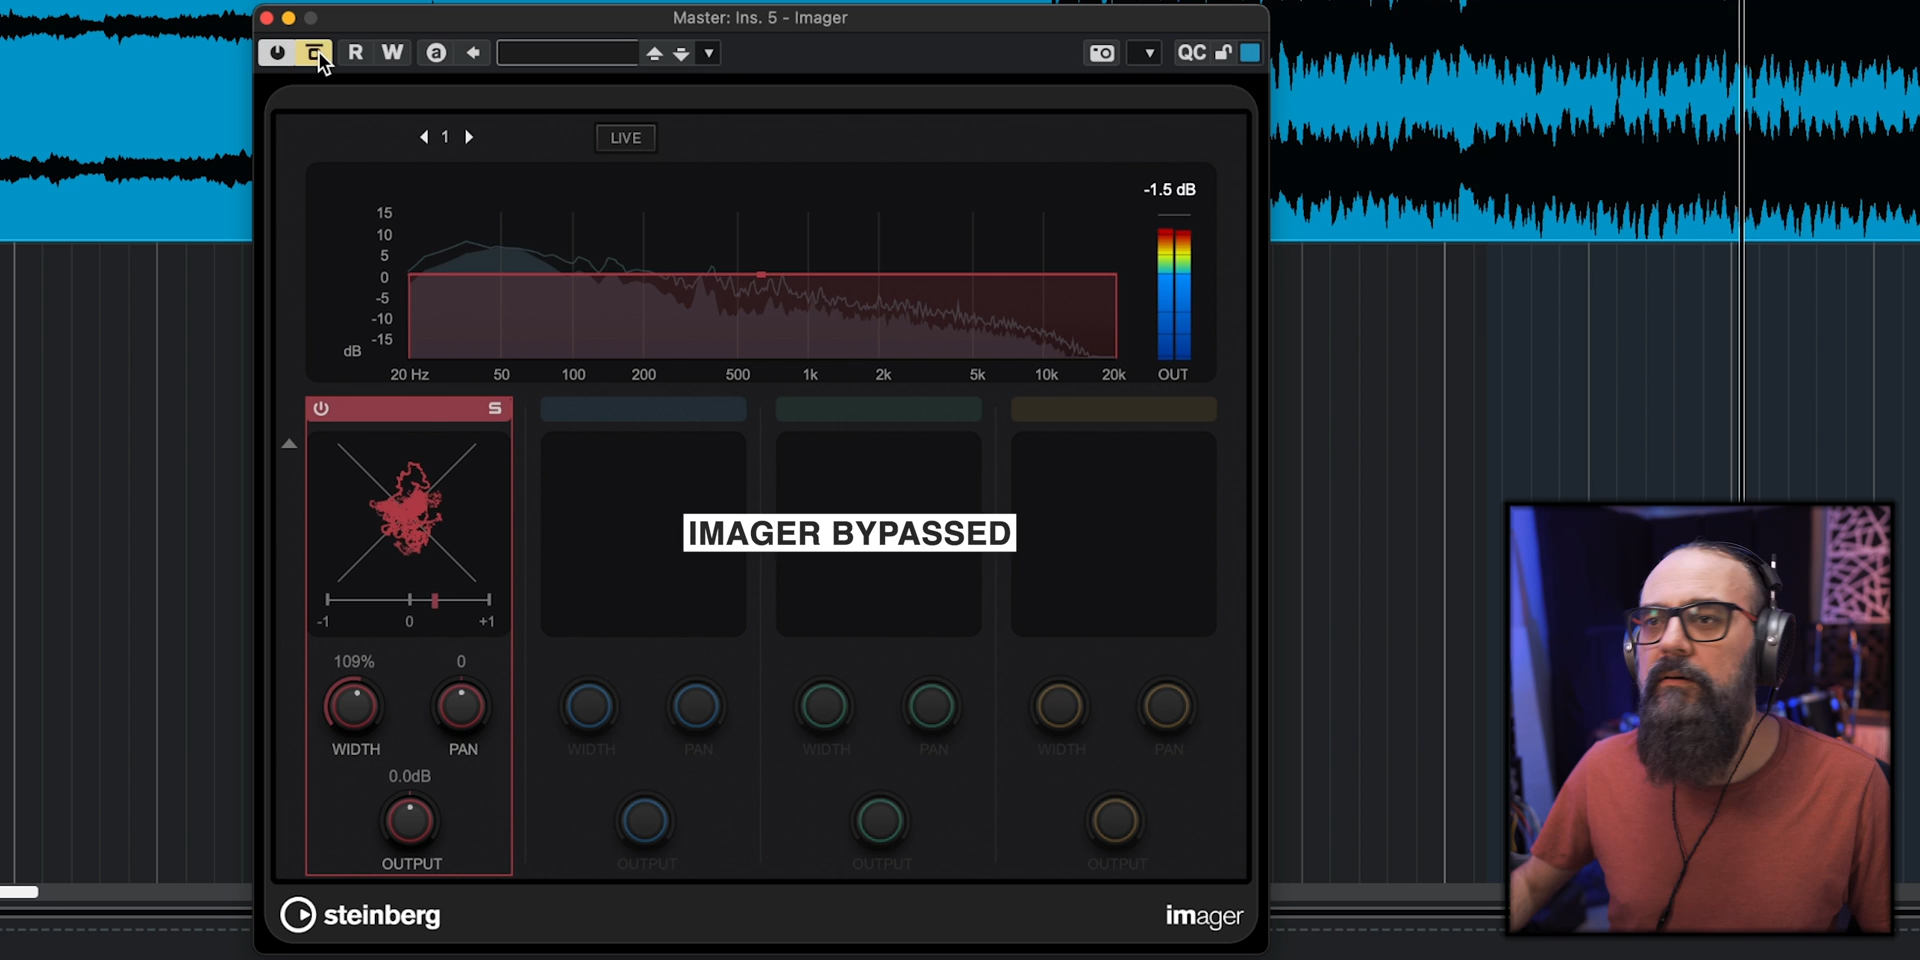 Master: Ins. 5 - Imager
R W a QC
1 LIVE
-1.5 dB
15
10
5
0
-5
-10
-15
dB
20 Hz 50 100 200 500 1k 2k 5k 10k 20k OUT
S
IMAGER BYPASSED
-1 0 +1
109% 0
WIDTH PAN WIDTH PAN WIDTH PAN WIDTH PAN
0.0dB
OUTPUT OUTPUT OUTPUT OUTPUT
steinberg imager